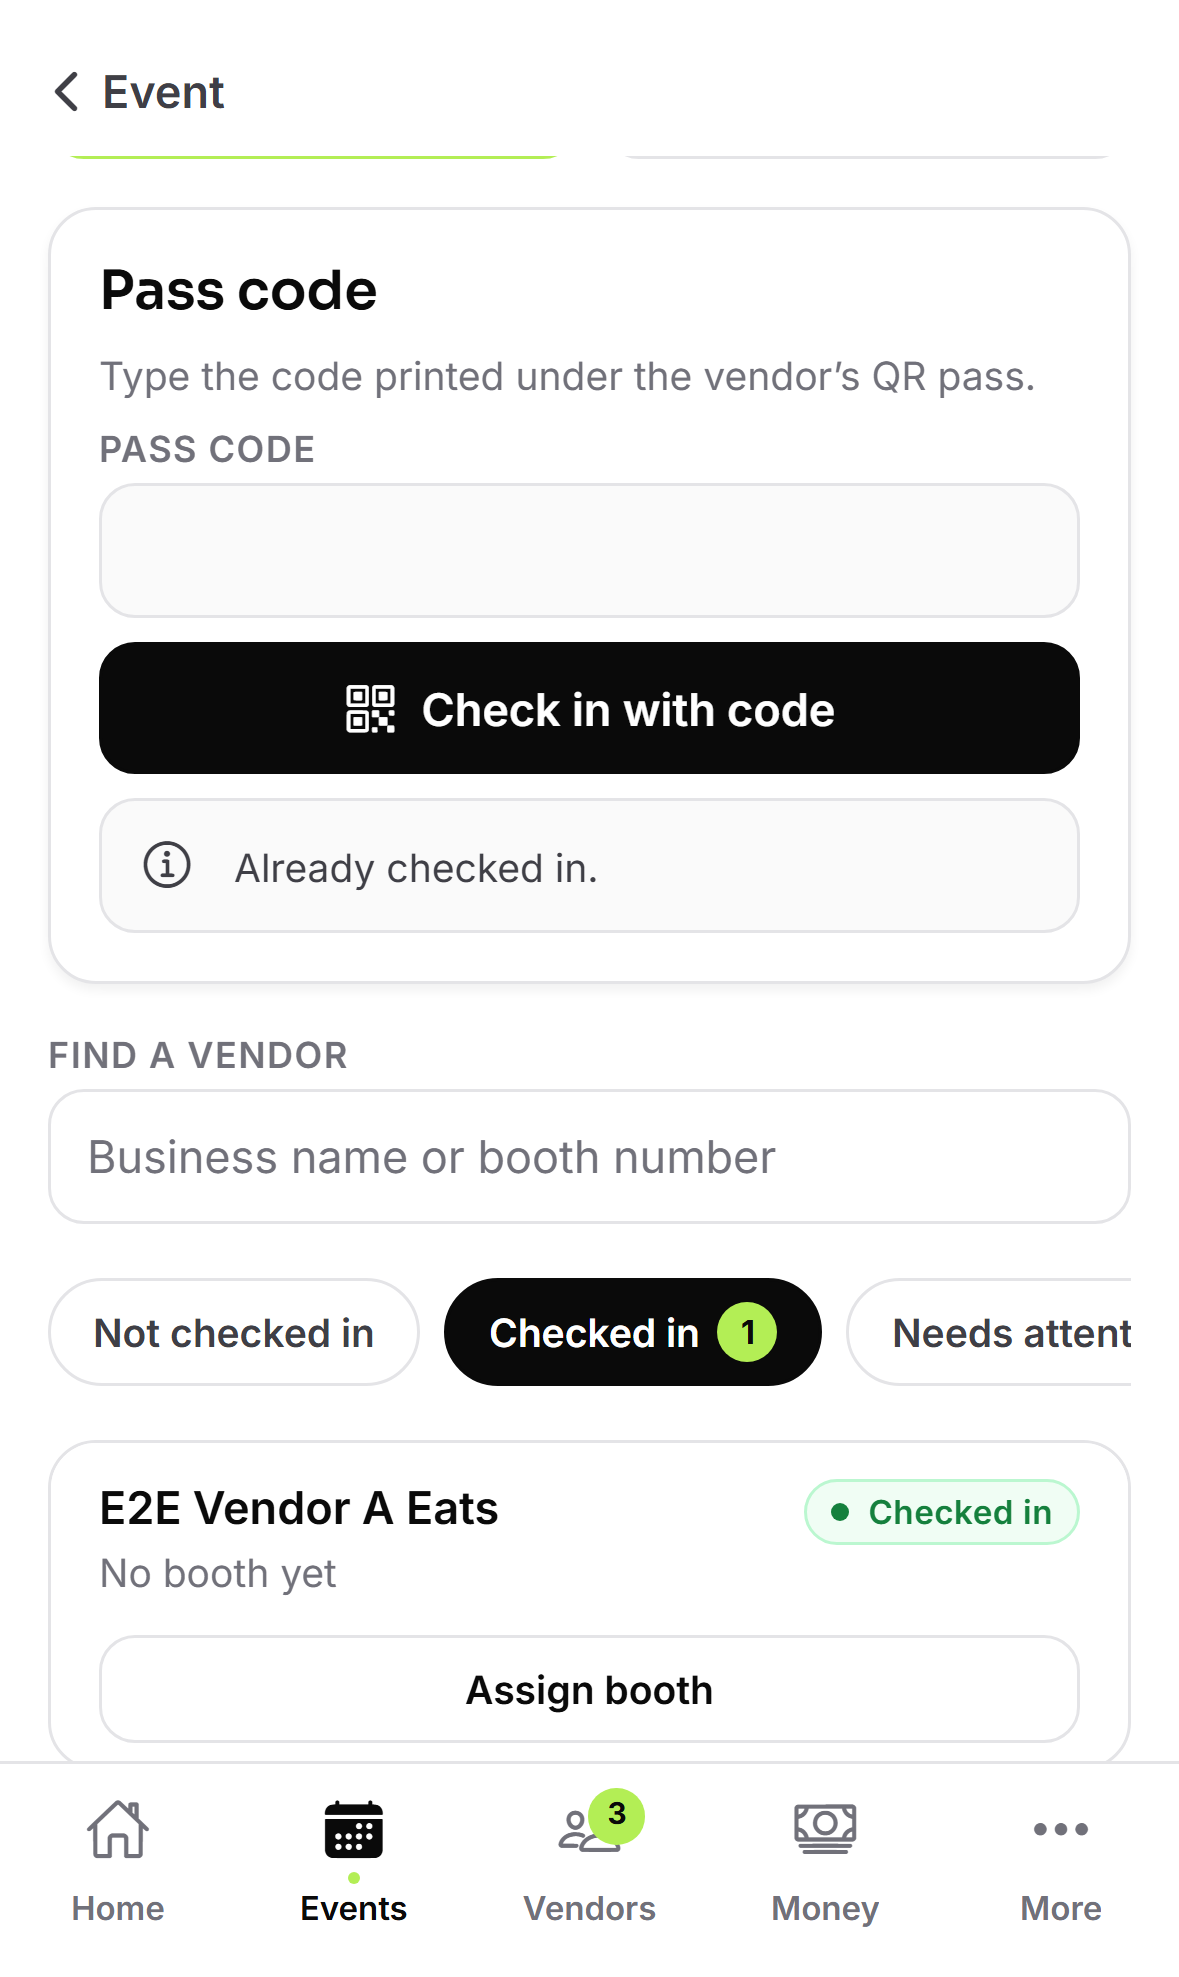 Event
Pass code
Type the code printed under the vendor’s QR pass.
PASS CODE
Check in with code
Already checked in.
FIND A VENDOR
Business name or booth number
Not checked in
Checked in 1
Needs attent
E2E Vendor A Eats
Checked in
No booth yet
Assign booth
3
Home
Events
Vendors
Money
More